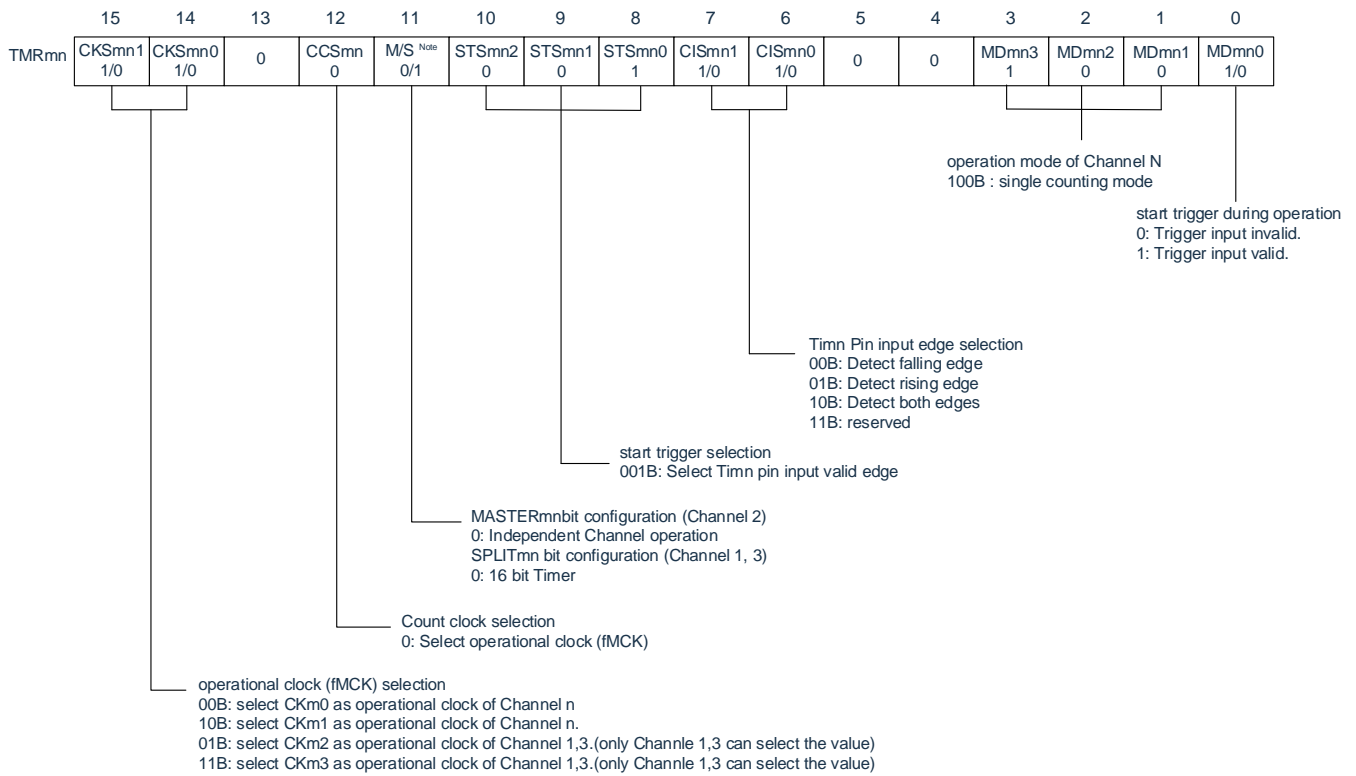 15 14 13 12 11 10 9 8 7 6 5 4 3 2 1 0
TMRmn CKSmn1 CKSmn0 0 CCSmn M/S Note STSmn2 STSmn1 STSmn0 CISmn1 CISmn0 0 0 MDmn3 MDmn2 MDmn1 MDmn0
1/0 1/0 0 0/1 0 0 1 1/0 1/0 1 0 0 1/0
operation mode of Channel N
100B : single counting mode
start trigger during operation
0: Trigger input invalid.
1: Trigger input valid.
Timn Pin input edge selection
00B: Detect falling edge
01B: Detect rising edge
10B: Detect both edges
11B: reserved
start trigger selection
001B: Select Timn pin input valid edge
MASTERmnbit configuration (Channel 2)
0: Independent Channel operation
SPLITmn bit configuration (Channel 1, 3)
0: 16 bit Timer
Count clock selection
0: Select operational clock (fMCK)
operational clock (fMCK) selection
00B: select CKm0 as operational clock of Channel n
10B: select CKm1 as operational clock of Channel n.
01B: select CKm2 as operational clock of Channel 1,3.(only Channle 1,3 can select the value)
11B: select CKm3 as operational clock of Channel 1,3.(only Channle 1,3 can select the value)